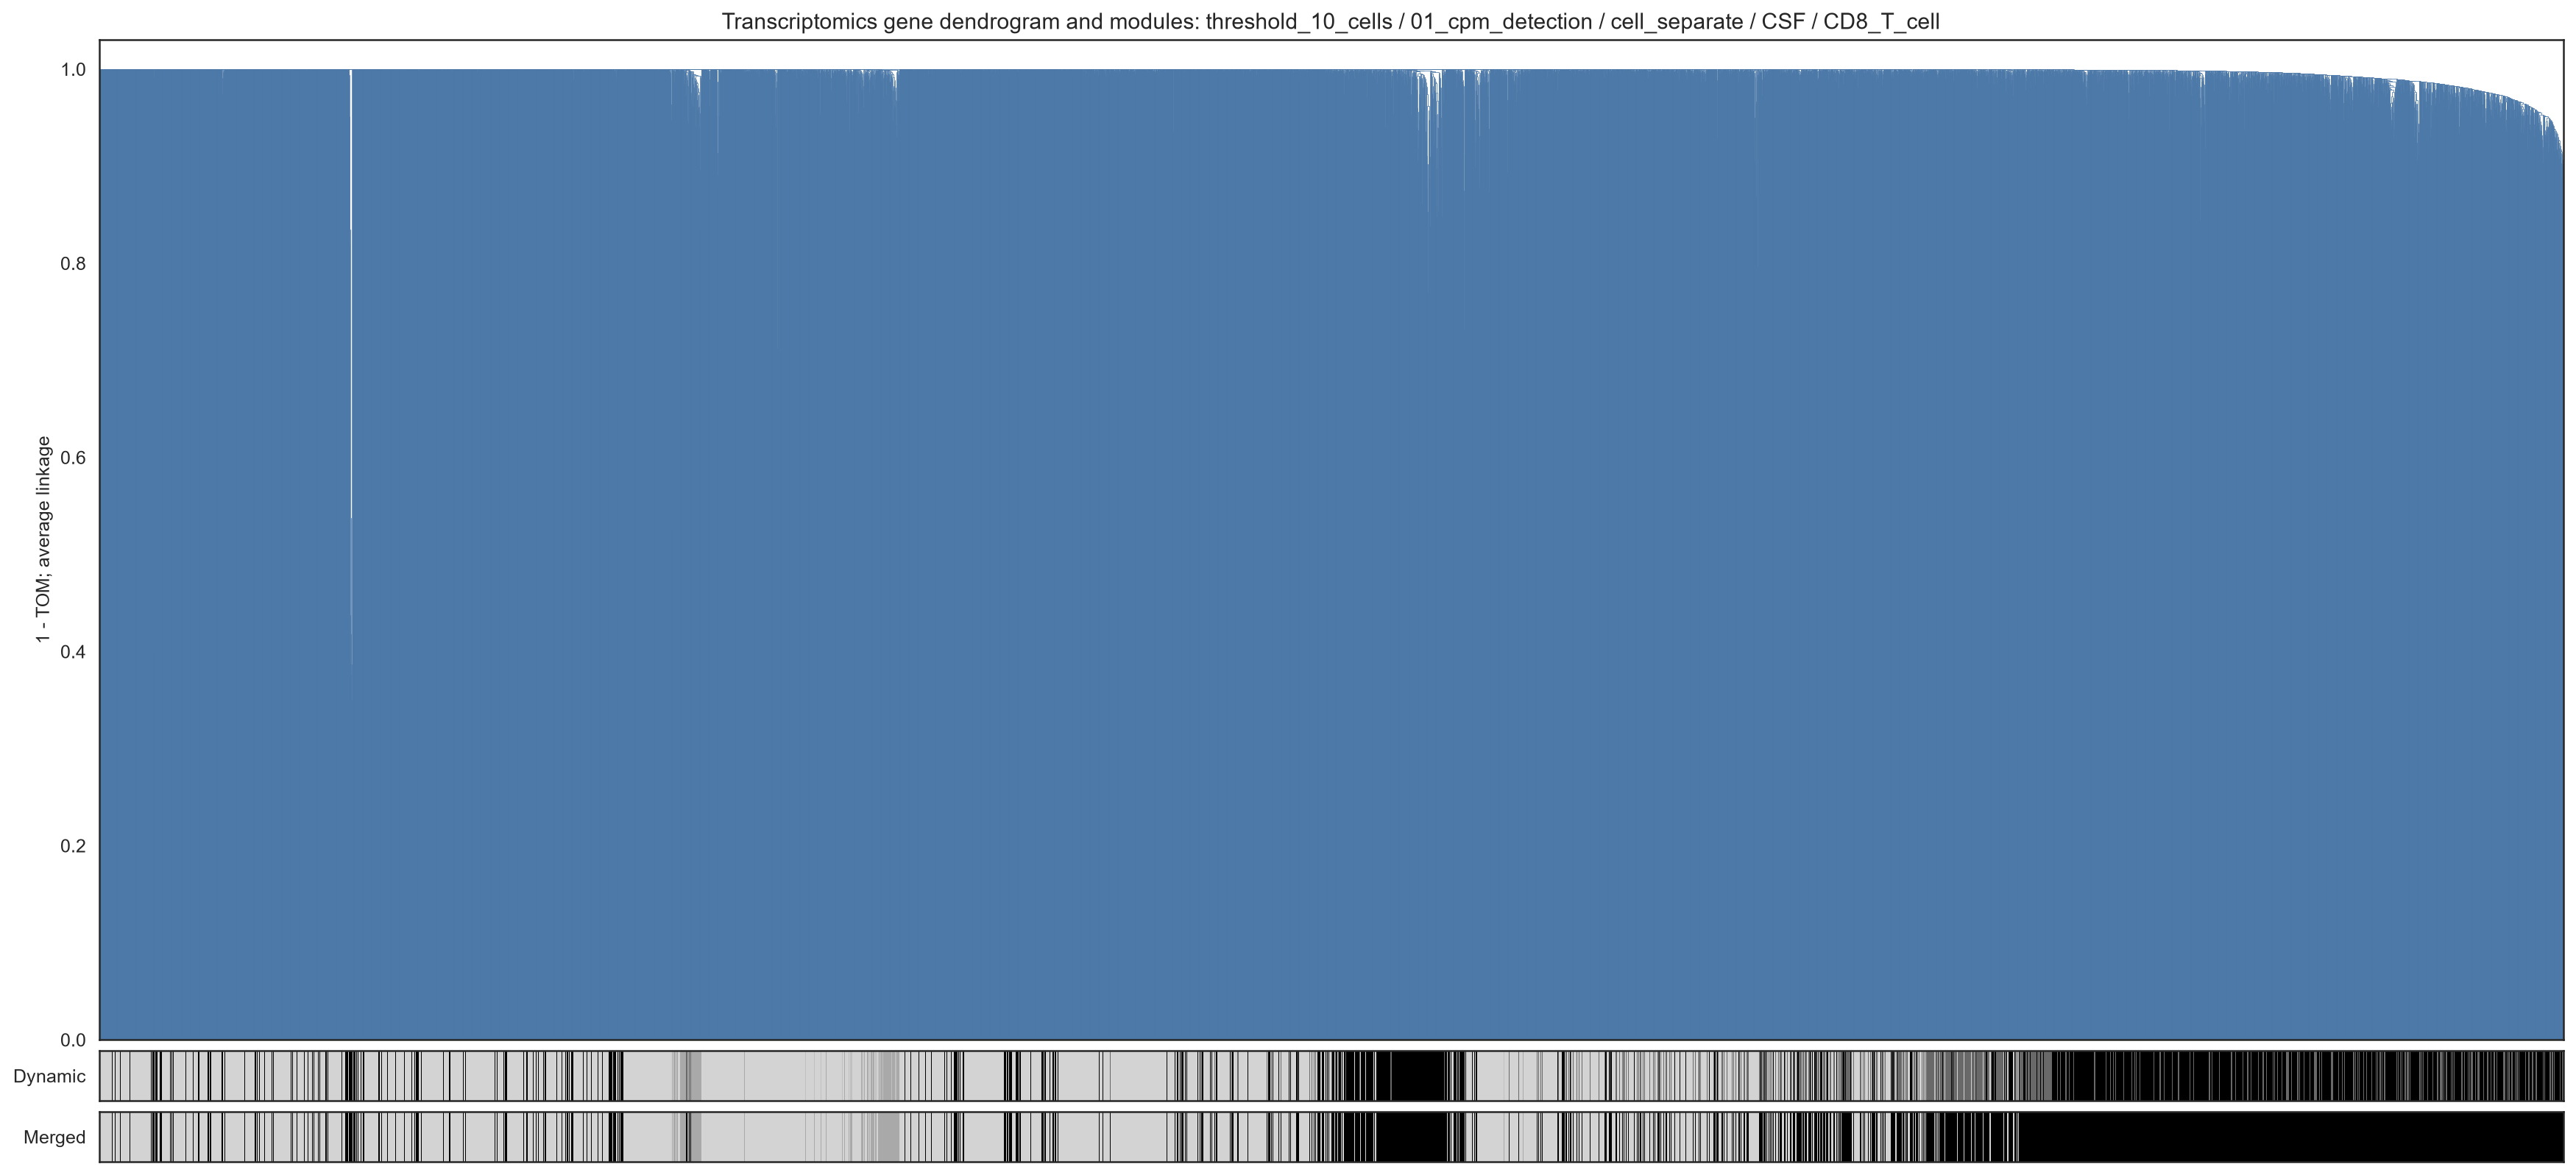 Transcriptomics gene dendrogram and modules: threshold_10_cells / 01_cpm_detection / cell_separate / CSF / CD8_T_cell
1.0
0.8
0.6
0.4
0.2
0.0
1 - TOM; average linkage
Dynamic
Merged